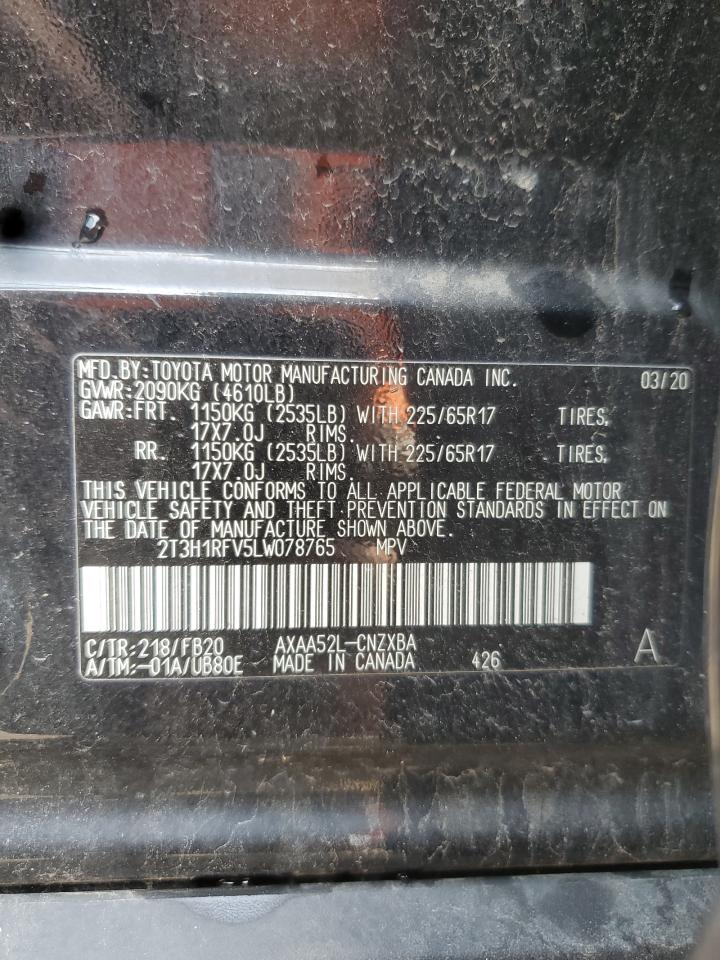 MFD.BY:TOYOTA MOTOR MANUFACTURING CANADA INC. 03/20
GVWR:2090KG (4610LB)
GAWR:FRT. 1150KG (2535LB) WITH 225/65R17 TIRES,
17X7.0J RIMS.
RR. 1150KG (2535LB) WITH 225/65R17 TIRES,
17X7.0J RIMS.
THIS VEHICLE CONFORMS TO ALL APPLICABLE FEDERAL MOTOR
VEHICLE SAFETY AND THEFT PREVENTION STANDARDS IN EFFECT ON
THE DATE OF MANUFACTURE SHOWN ABOVE.
2T3H1RFV5LW078765 MPV
C/TR:218/FB20 AXAA52L-CNZXBA
A/TM:-01A/UB80E MADE IN CANADA 426 A